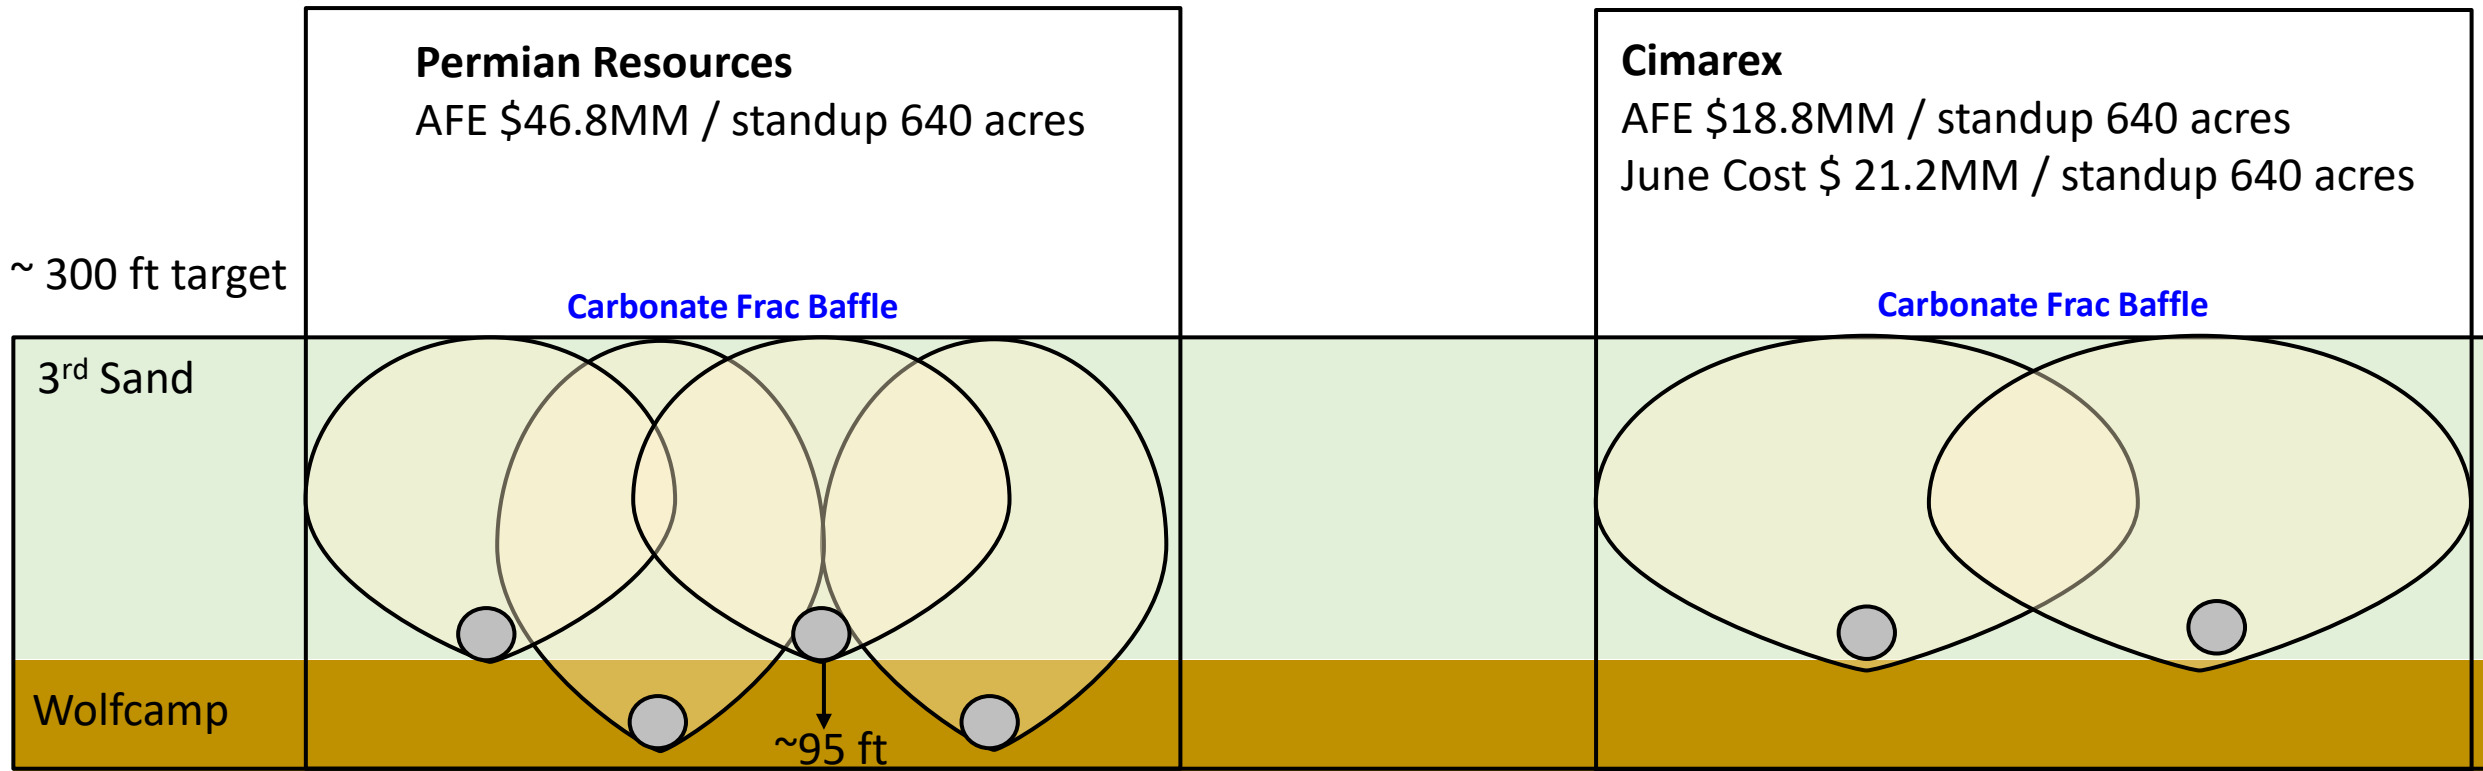 Permian Resources
AFE $46.8MM / standup 640 acres
Cimarex
AFE $18.8MM / standup 640 acres
June Cost $ 21.2MM / standup 640 acres
~ 300 ft target
Carbonate Frac Baffle
Carbonate Frac Baffle
3rd Sand
Wolfcamp
~95 ft